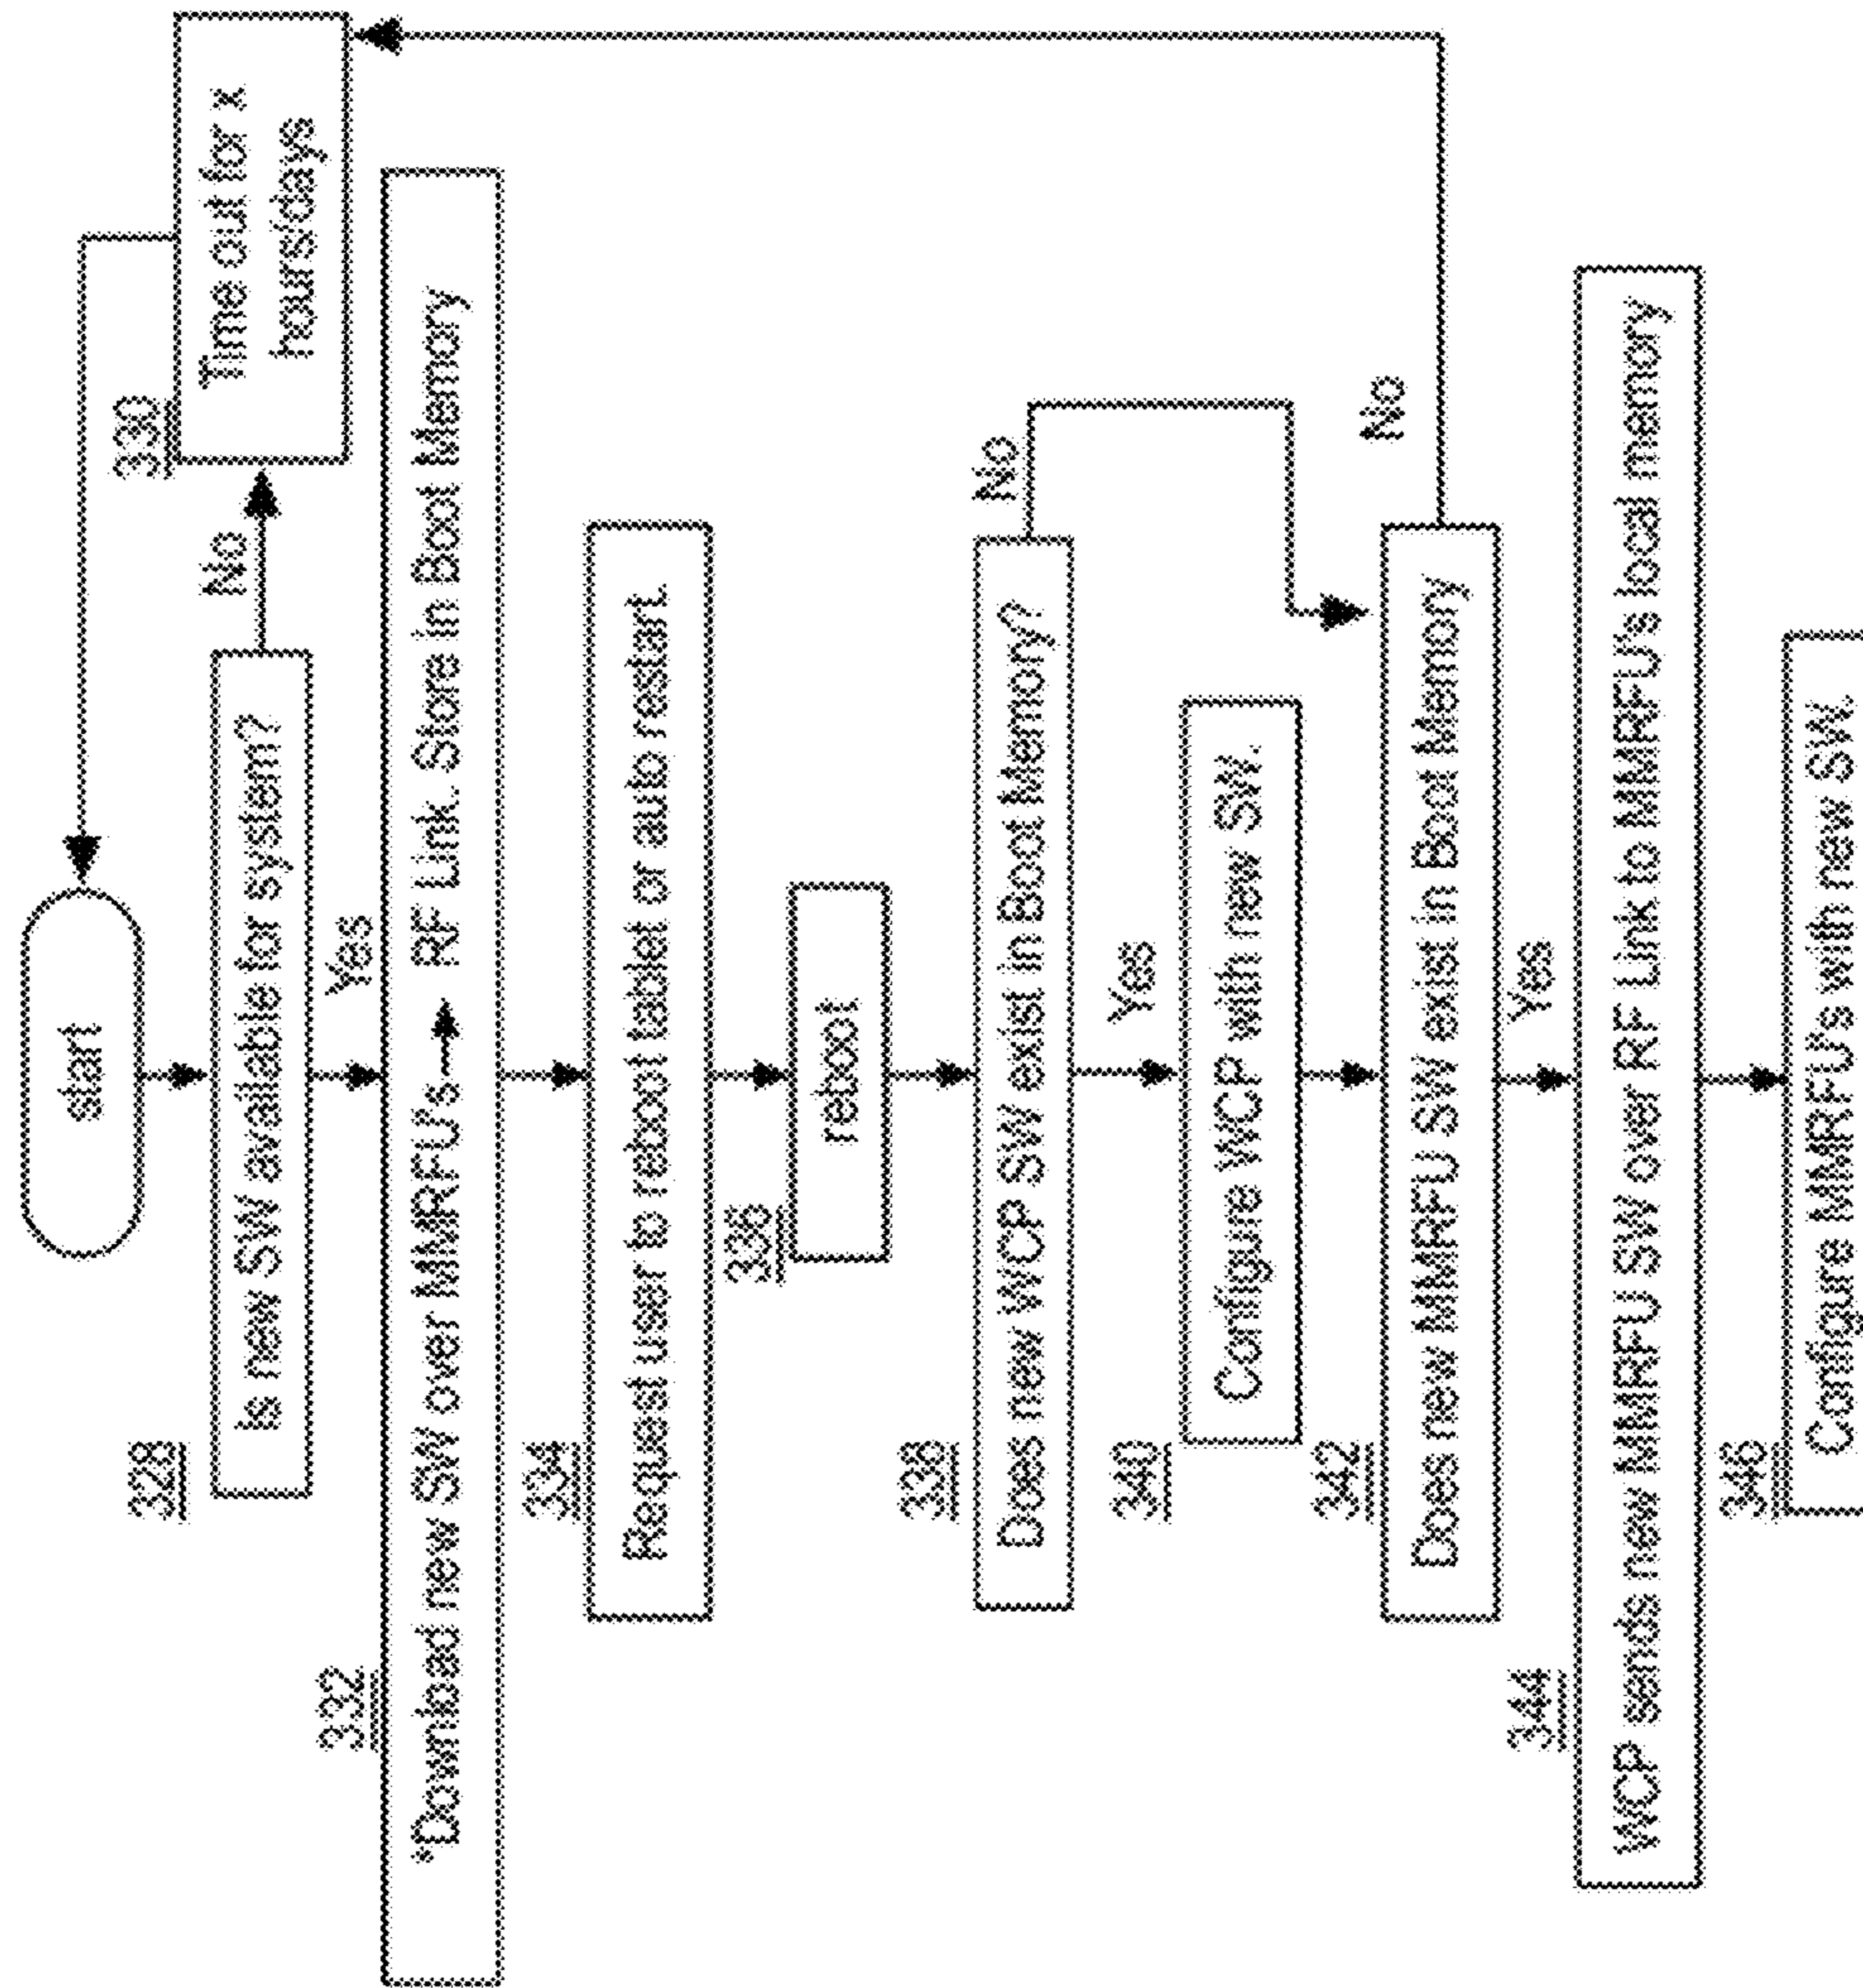 start
328
Is new SW available for system?
No
330
Time out for x
hours/days
Yes
332
*Download new SW over MMRFU's RF Link. Store in Boot Memory
334
Request user to reboot tablet or auto restart.
336
reboot
338
Does new WCP SW exist in Boot Memory?
No
Yes
340
Configure WCP with new SW.
342
Does new MMRFU SW exist in Boot Memory
No
Yes
344
WCP sends new MMRFU SW over RF Link to MMRFU's local memory
346
Configure MMRFU's with new SW.